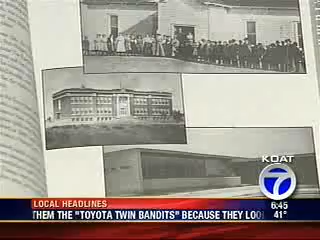 KOAT
7
6:45
41°
LOCAL HEADLINES
THEM THE "TOYOTA TWIN BANDITS" BECAUSE THEY LOO